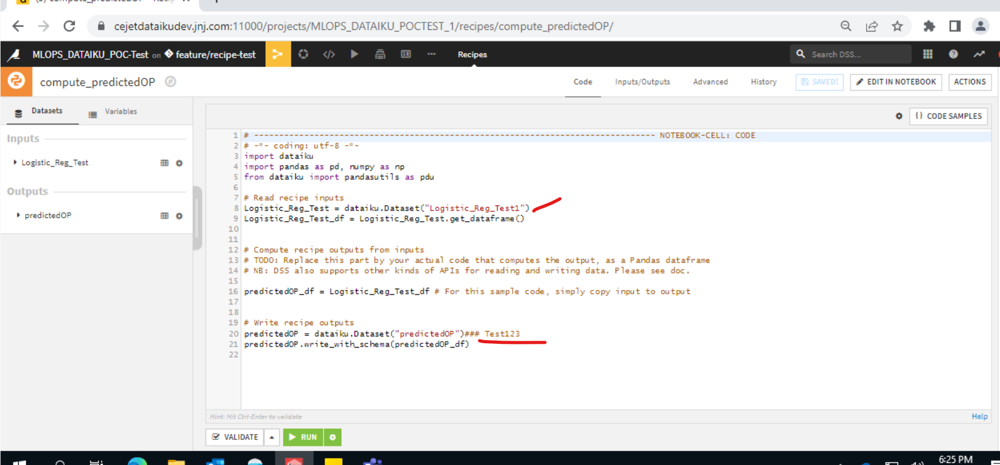 cejetdataikudev.jnj.com:11000/projects/MLOPS_DATAIKU_POCTEST_1/recipes/compute_predictedOP/
MLOPS_DATAIKU_POC-Test on feature/recipe-test Recipes Search DSS...
compute_predictedOP Code Inputs/Outputs Advanced History SAVED! EDIT IN NOTEBOOK ACTIONS
Datasets Variables
{} CODE SAMPLES
Inputs
Logistic_Reg_Test
Outputs
predictedOP
1 # -------------------------------------------------------------------------------- NOTEBOOK-CELL: CODE
2 # -*- coding: utf-8 -*-
3 import dataiku
4 import pandas as pd, numpy as np
5 from dataiku import pandasutils as pdu
6
7 # Read recipe inputs
8 Logistic_Reg_Test = dataiku.Dataset("Logistic_Reg_Test1")
9 Logistic_Reg_Test_df = Logistic_Reg_Test.get_dataframe()
10
11
12 # Compute recipe outputs from inputs
13 # TODO: Replace this part by your actual code that computes the output, as a Pandas dataframe
14 # NB: DSS also supports other kinds of APIs for reading and writing data. Please see doc.
15
16 predictedOP_df = Logistic_Reg_Test_df # For this sample code, simply copy input to output
17
18
19 # Write recipe outputs
20 predictedOP = dataiku.Dataset("predictedOP")### Test123
21 predictedOP.write_with_schema(predictedOP_df)
22
Hint: Hit Ctrl-Enter to validate Help
VALIDATE RUN
6:25 PM